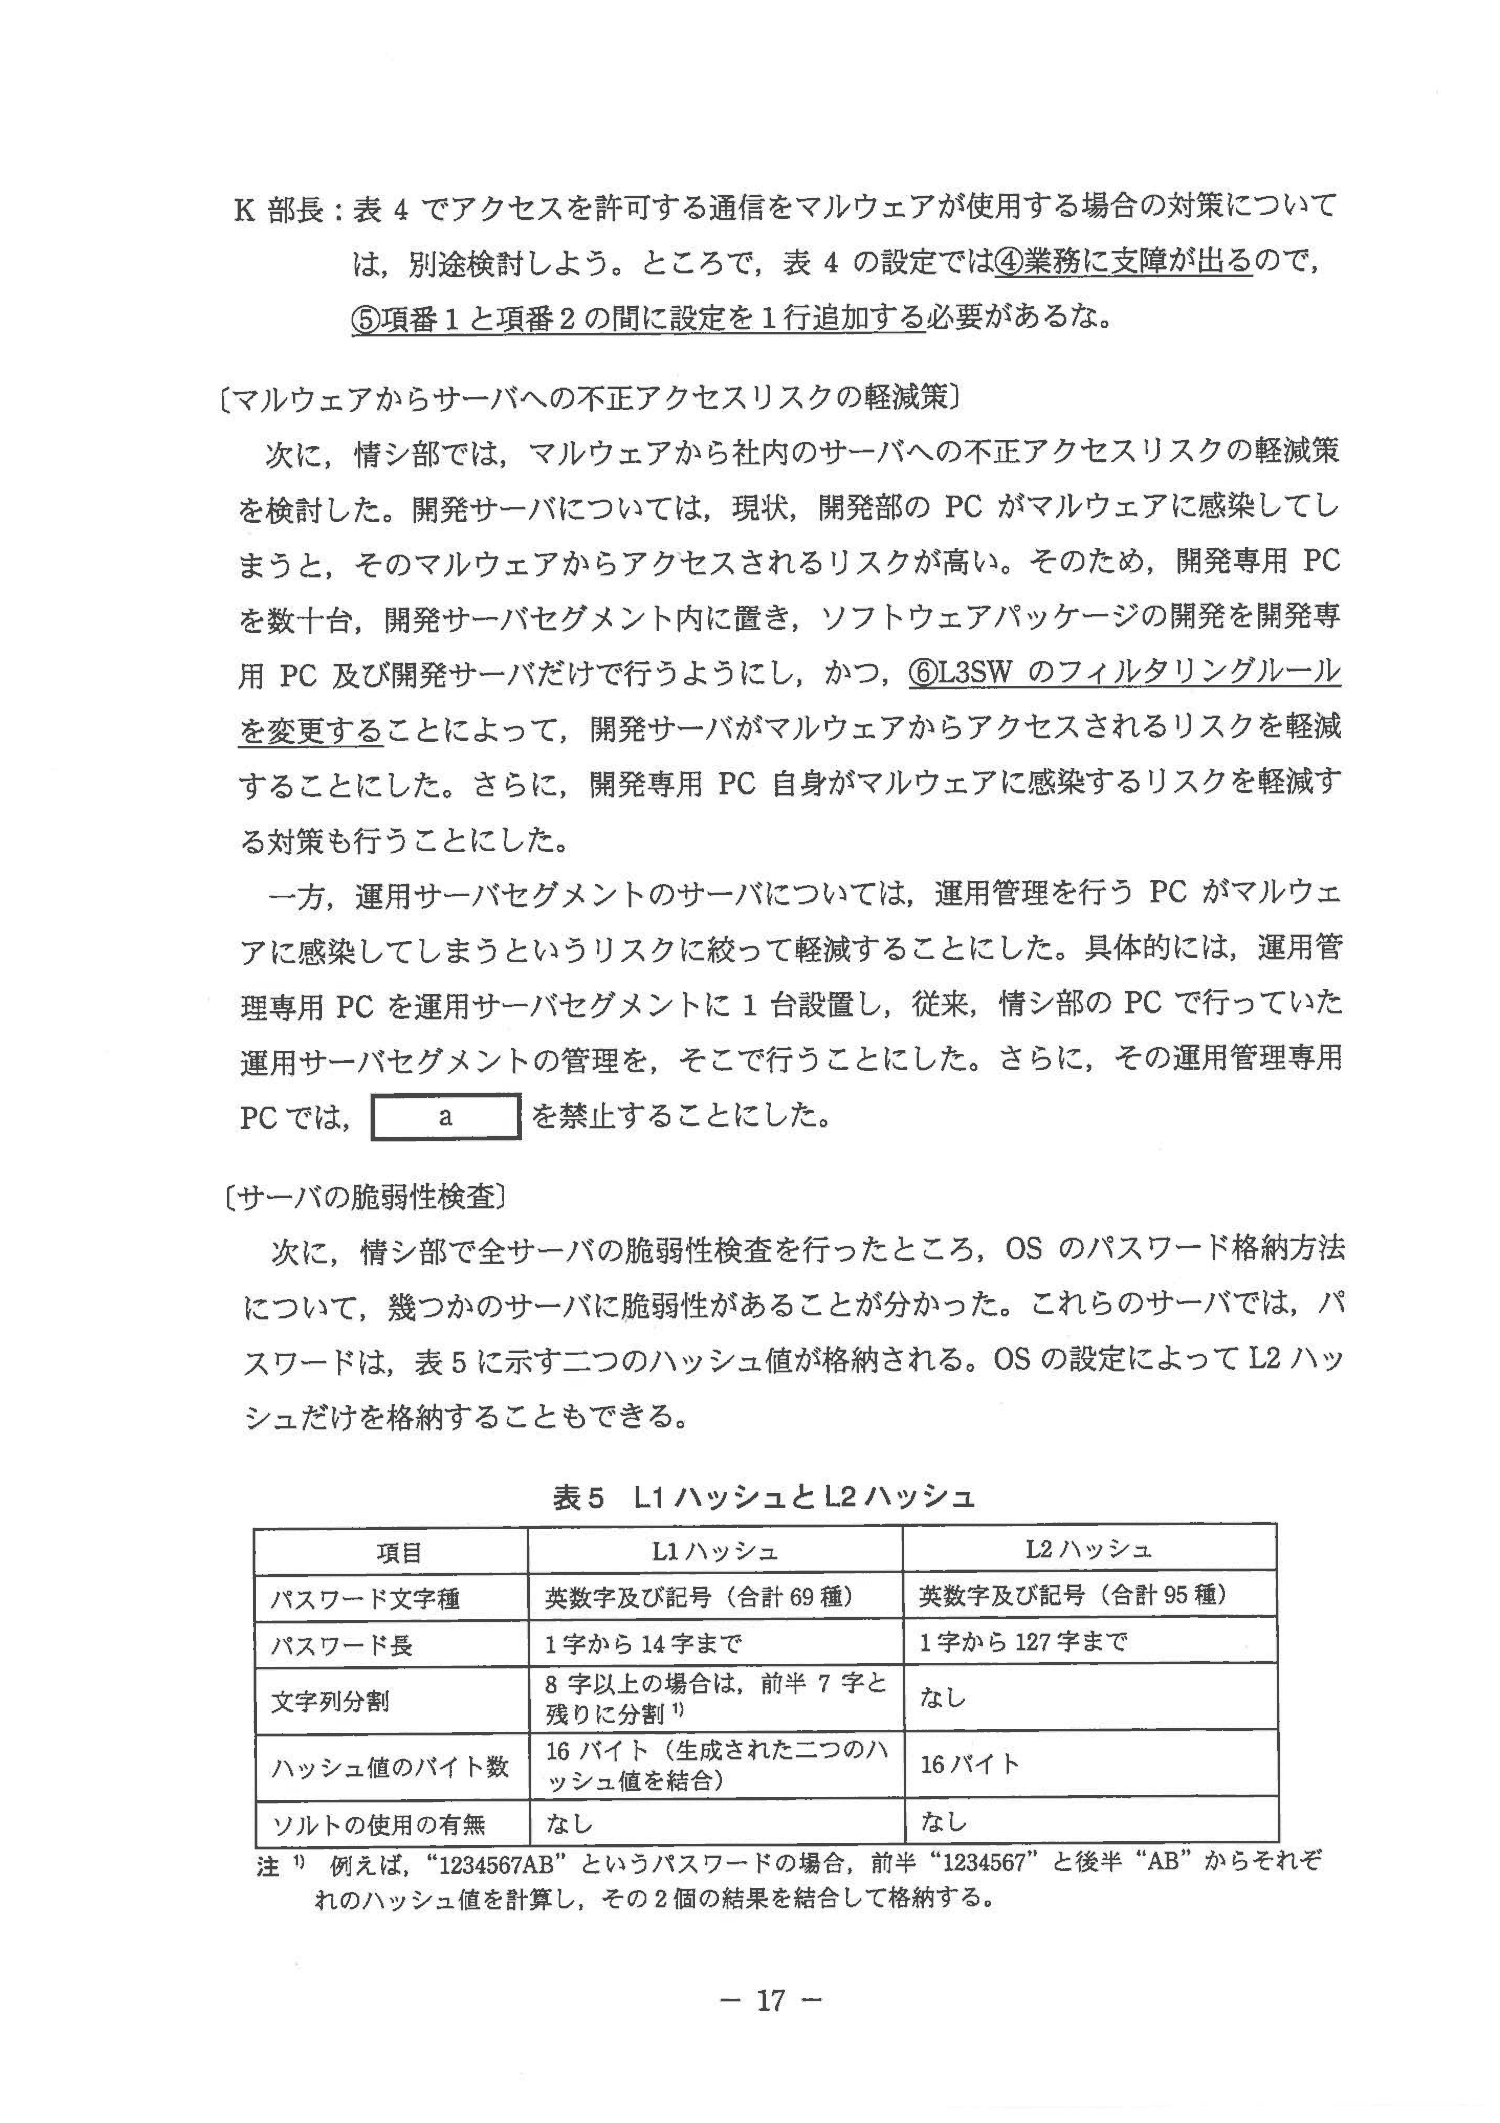 K 部長：表 4 でアクセスを許可する通信をマルウェアが使用する場合の対策について
は，別途検討しよう。ところで，表 4 の設定では④業務に支障が出るので，
⑤項番 1 と項番 2 の間に設定を 1 行追加する必要があるな。
〔マルウェアからサーバへの不正アクセスリスクの軽減策〕
次に，情シ部では，マルウェアから社内のサーバへの不正アクセスリスクの軽減策
を検討した。開発サーバについては，現状，開発部の PC がマルウェアに感染してし
まうと，そのマルウェアからアクセスされるリスクが高い。そのため，開発専用 PC
を数十台，開発サーバセグメント内に置き，ソフトウェアパッケージの開発を開発専
用 PC 及び開発サーバだけで行うようにし，かつ，⑥L3SW のフィルタリングルール
を変更することによって，開発サーバがマルウェアからアクセスされるリスクを軽減
することにした。さらに，開発専用 PC 自身がマルウェアに感染するリスクを軽減す
る対策も行うことにした。
一方，運用サーバセグメントのサーバについては，運用管理を行う PC がマルウェ
アに感染してしまうというリスクに絞って軽減することにした。具体的には，運用管
理専用 PC を運用サーバセグメントに 1 台設置し，従来，情シ部の PC で行っていた
運用サーバセグメントの管理を，そこで行うことにした。さらに，その運用管理専用
PC では， a を禁止することにした。
〔サーバの脆弱性検査〕
次に，情シ部で全サーバの脆弱性検査を行ったところ，OS のパスワード格納方法
について，幾つかのサーバに脆弱性があることが分かった。これらのサーバでは，パ
スワードは，表 5 に示す二つのハッシュ値が格納される。OS の設定によって L2 ハッ
シュだけを格納することもできる。
表 5　L1 ハッシュと L2 ハッシュ
項目 L1 ハッシュ L2 ハッシュ
パスワード文字種 英数字及び記号（合計 69 種） 英数字及び記号（合計 95 種）
パスワード長 1 字から 14 字まで 1 字から 127 字まで
文字列分割 8 字以上の場合は，前半 7 字と
残りに分割 1) なし
ハッシュ値のバイト数 16 バイト（生成された二つのハ
ッシュ値を結合） 16 バイト
ソルトの使用の有無 なし なし
注 1)　例えば，“1234567AB” というパスワードの場合，前半 “1234567” と後半 “AB” からそれぞ
れのハッシュ値を計算し，その 2 個の結果を結合して格納する。
－ 17 －